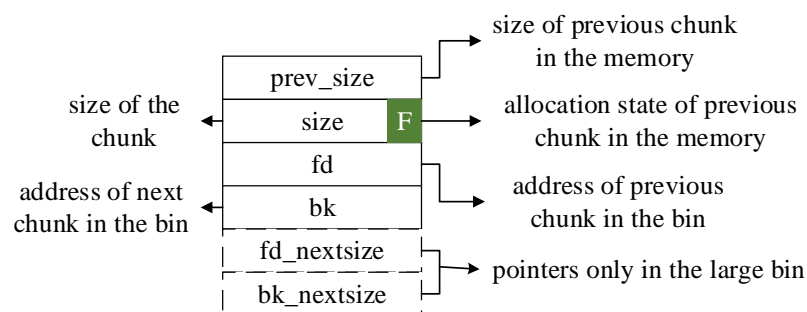 size of previous chunk
in the memory
prev_size
size of the
chunk
size
F
allocation state of previous
chunk in the memory
fd
address of next
chunk in the bin
bk
address of previous
chunk in the bin
fd_nextsize
bk_nextsize
pointers only in the large bin